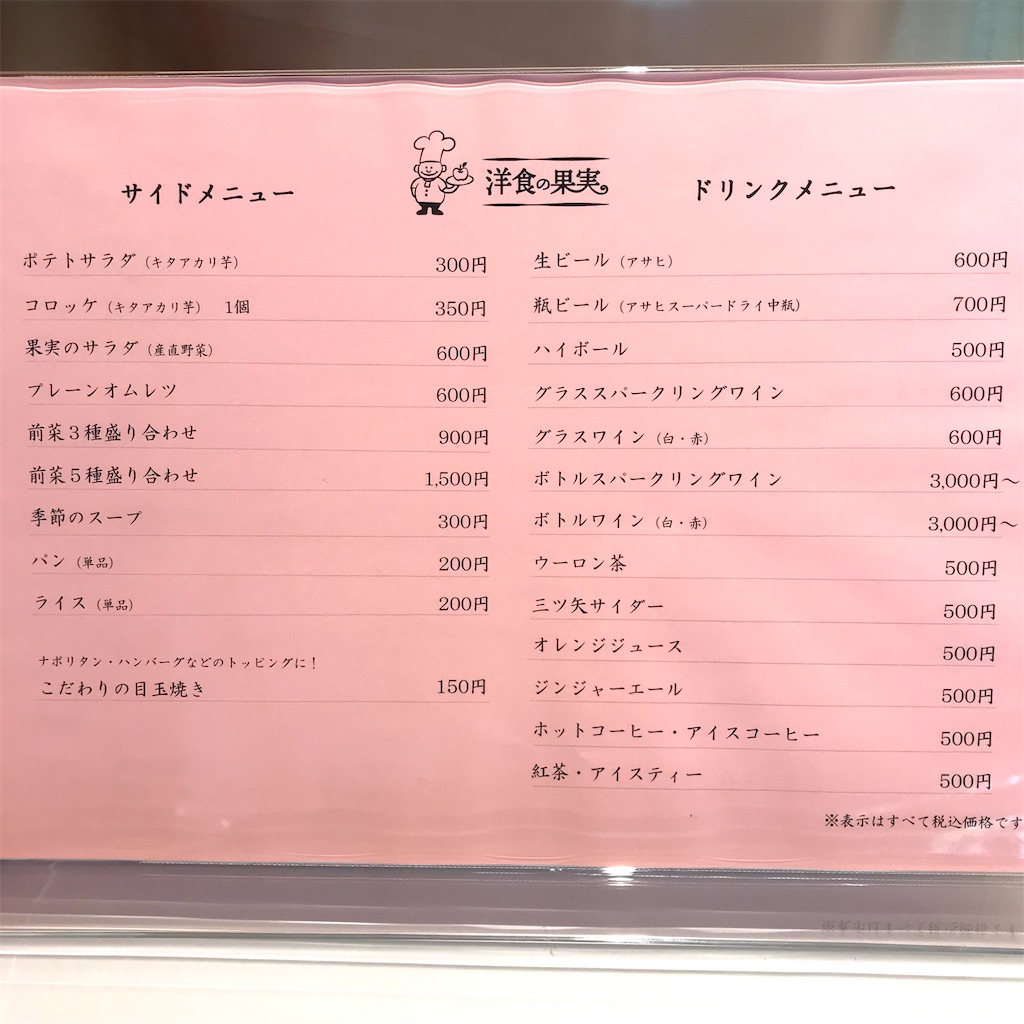 洋食の果実
サイドメニュー
ポテトサラダ（キタアカリ芋） 300円
コロッケ（キタアカリ芋） 1個 350円
果実のサラダ（産直野菜） 600円
プレーンオムレツ 600円
前菜３種盛り合わせ 900円
前菜５種盛り合わせ 1,500円
季節のスープ 300円
パン（単品） 200円
ライス（単品） 200円
ナポリタン・ハンバーグなどのトッピングに！
こだわりの目玉焼き 150円
ドリンクメニュー
生ビール（アサヒ） 600円
瓶ビール（アサヒスーパードライ中瓶） 700円
ハイボール 500円
グラススパークリングワイン 600円
グラスワイン（白・赤） 600円
ボトルスパークリングワイン 3,000円～
ボトルワイン（白・赤） 3,000円～
ウーロン茶 500円
三ツ矢サイダー 500円
オレンジジュース 500円
ジンジャーエール 500円
ホットコーヒー・アイスコーヒー 500円
紅茶・アイスティー 500円
※表示はすべて税込価格です